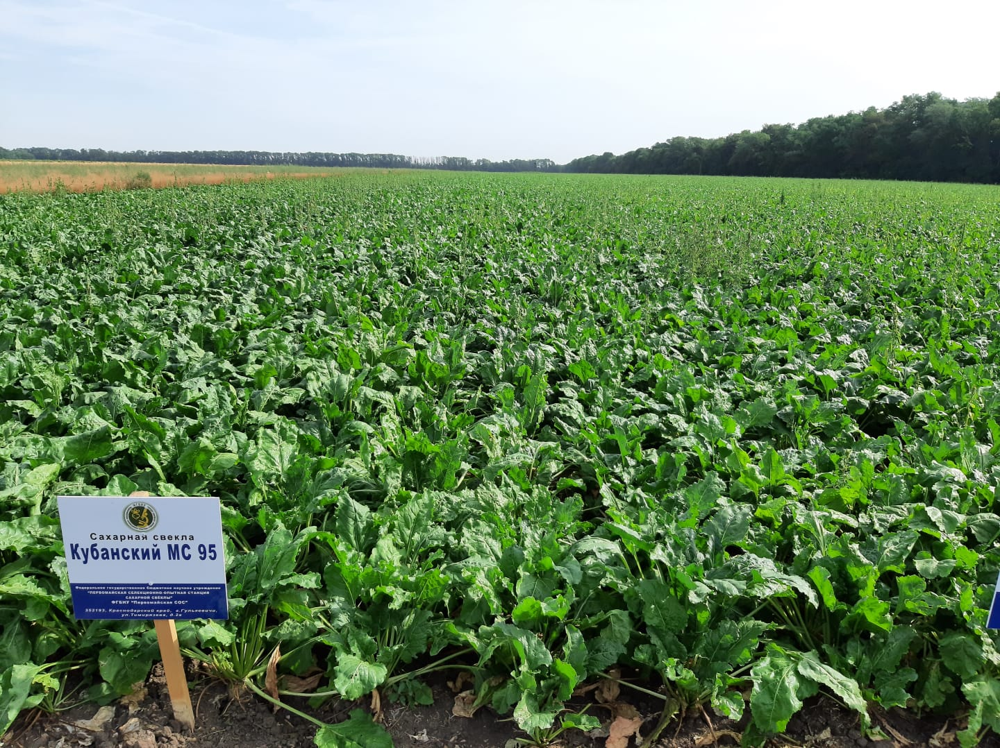 Сахарная свекла
Кубанский МС 95
Федеральное государственное бюджетное научное учреждение
"ПЕРВОМАЙСКАЯ СЕЛЕКЦИОННО-ОПЫТНАЯ СТАНЦИЯ
САХАРНОЙ СВЁКЛЫ"
ФГБНУ "Первомайская СОС"
352193, Краснодарский край, г.Гулькевичи,
ул.Тимирязева, д.2а